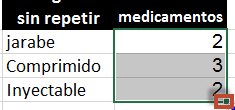 sin repetir medicamentos
jarabe 2
Comprimido 3
Inyectable 2